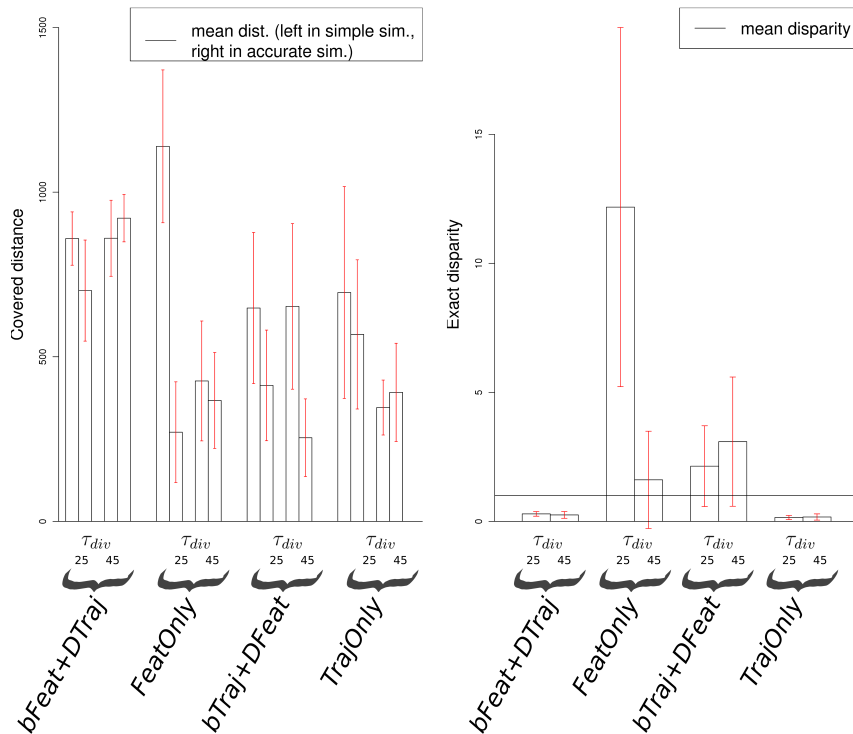 mean dist. (left in simple sim.,
right in accurate sim.)
Covered distance
1500
1000
500
0
τdiv τdiv τdiv τdiv
25 45 25 45 25 45 25 45
bFeat+DTraj
FeatOnly
bTraj+DFeat
TrajOnly
mean disparity
Exact disparity
15
10
5
0
τdiv τdiv τdiv τdiv
25 45 25 45 25 45 25 45
bFeat+DTraj
FeatOnly
bTraj+DFeat
TrajOnly